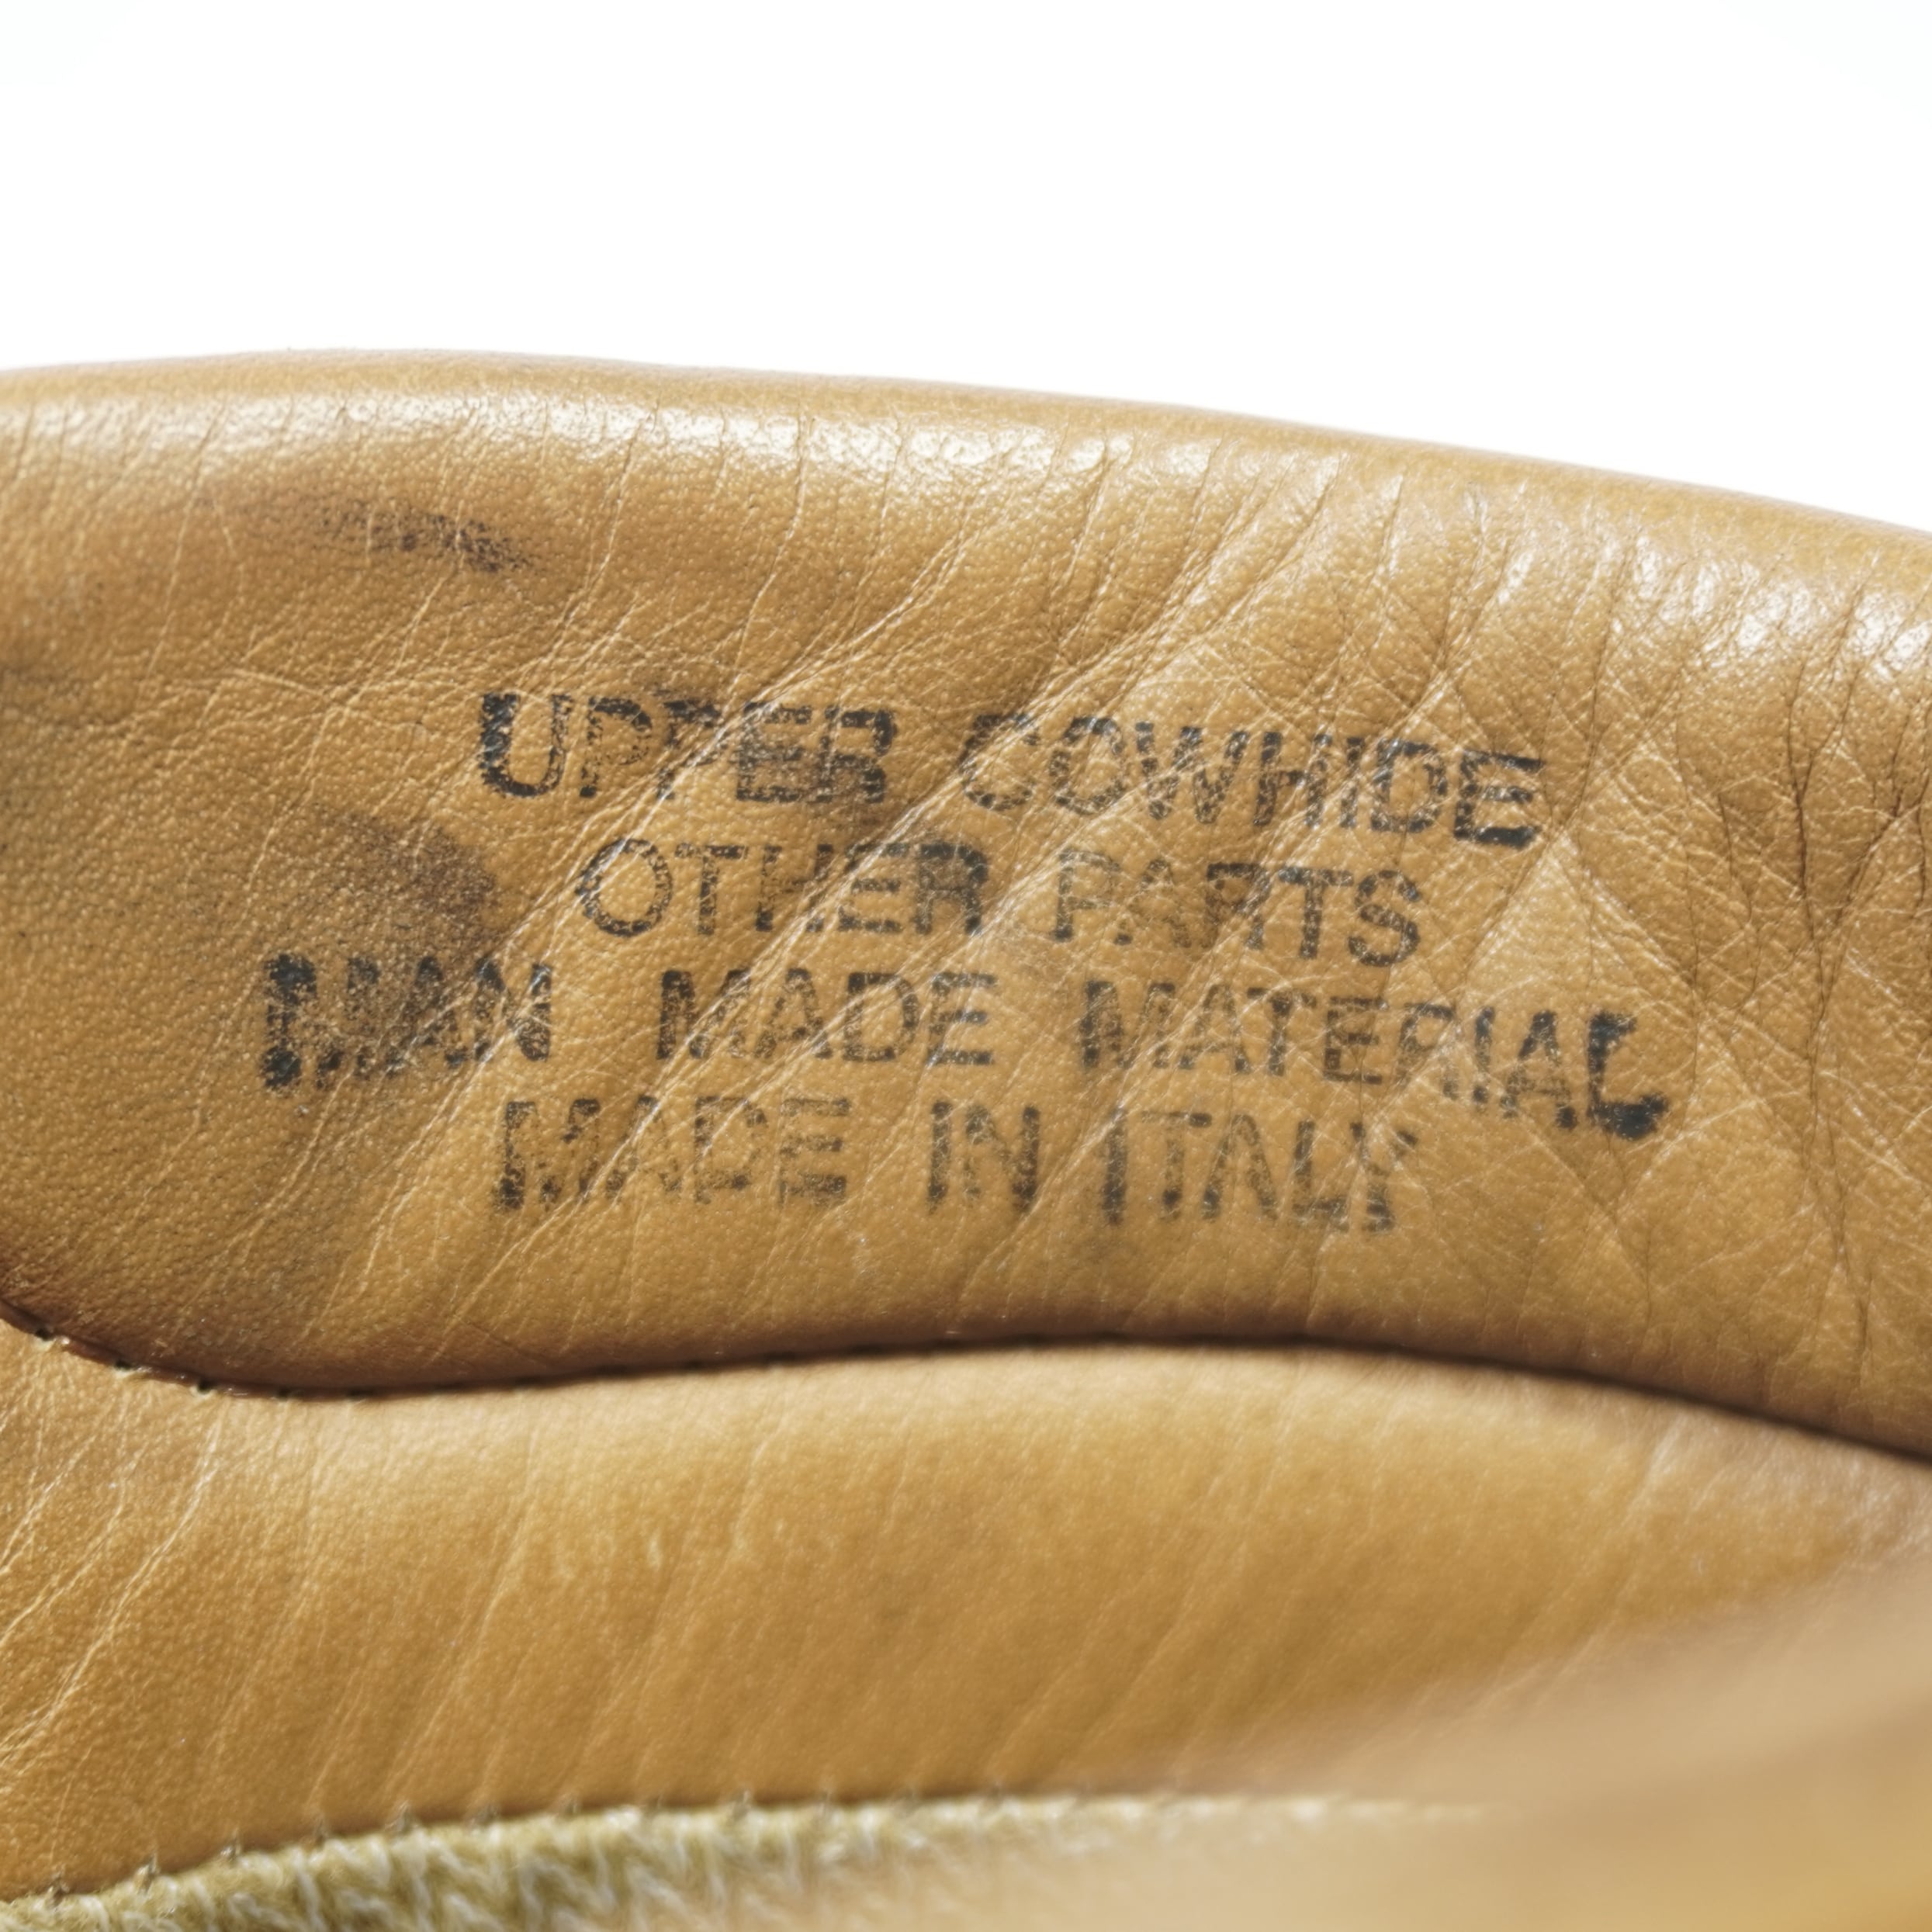 UPPER COWHIDE
OTHER PARTS
MAN MADE MATERIAL
MADE IN ITALY